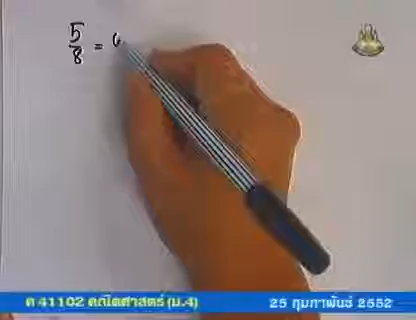 5/8 =
ค 41102 คณิตศาสตร์ (ม.4)
25 กุมภาพันธ์ 2552